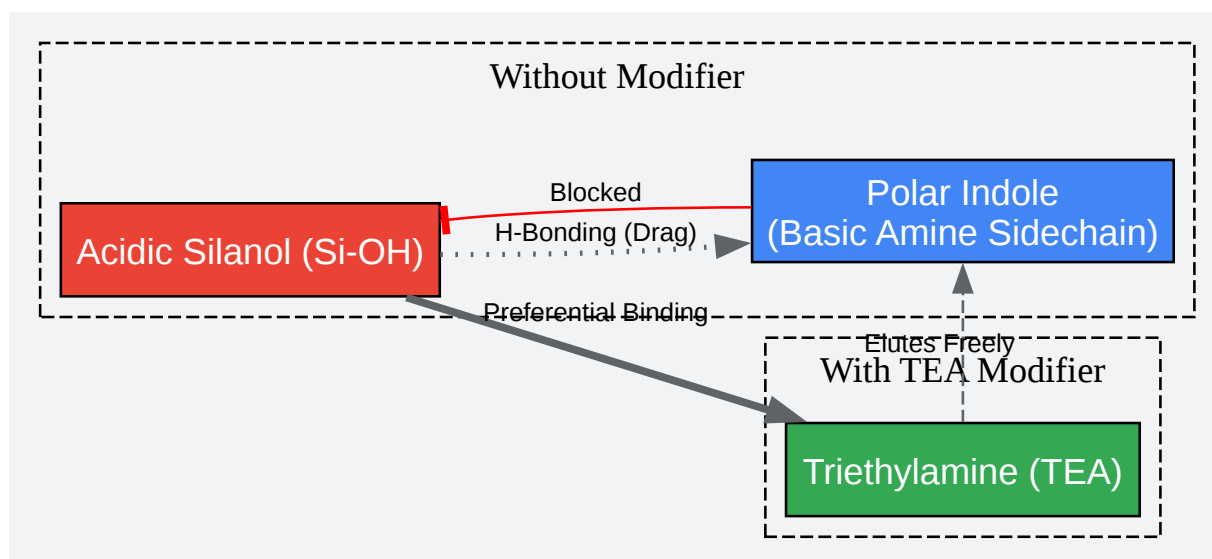 Without Modifier
Blocked
Polar Indole
(Basic Amine Sidechain)
Acidic Silanol (Si-OH)
H-Bonding (Drag)
Preferential Binding
Elutes Freely
With TEA Modifier
Triethylamine (TEA)